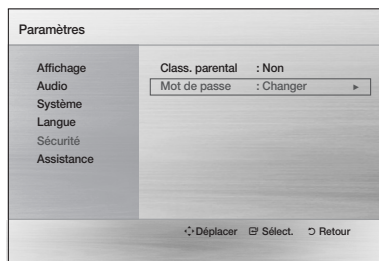 Paramètres
Affichage
Audio
Système
Langue
Sécurité
Assistance
Class. parental : Non
Mot de passe : Changer ►
Déplacer Sélect. Retour